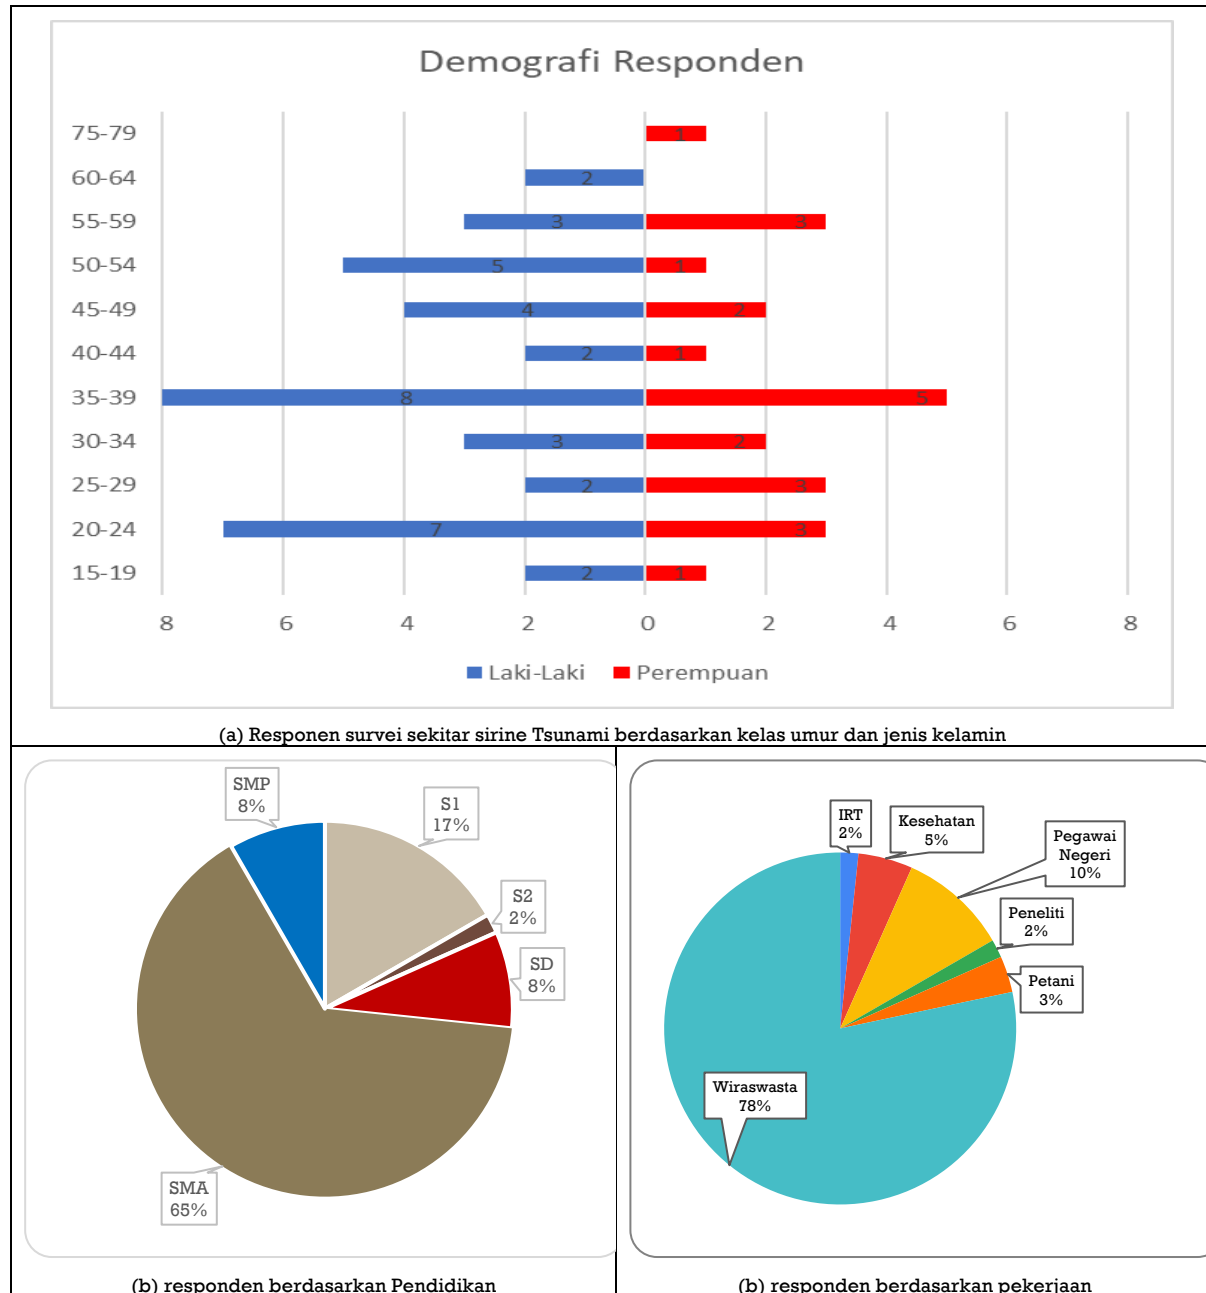 Demografi Responden
75-79
1
60-64
2
55-59
3
3
50-54
5
1
45-49
4
2
40-44
2
1
35-39
8
5
30-34
3
2
25-29
2
3
20-24
7
3
15-19
2
1
8
6
4
2
0
2
4
6
8
Laki-Laki
Perempuan
(a) Responen survei sekitar sirine Tsunami berdasarkan kelas umur dan jenis kelamin
SMP
8%
S1
17%
S2
2%
SD
8%
SMA
65%
(b) responden berdasarkan Pendidikan
IRT
2%
Kesehatan
5%
Pegawai
Negeri
10%
Peneliti
2%
Petani
3%
Wiraswasta
78%
(b) responden berdasarkan pekerjaan